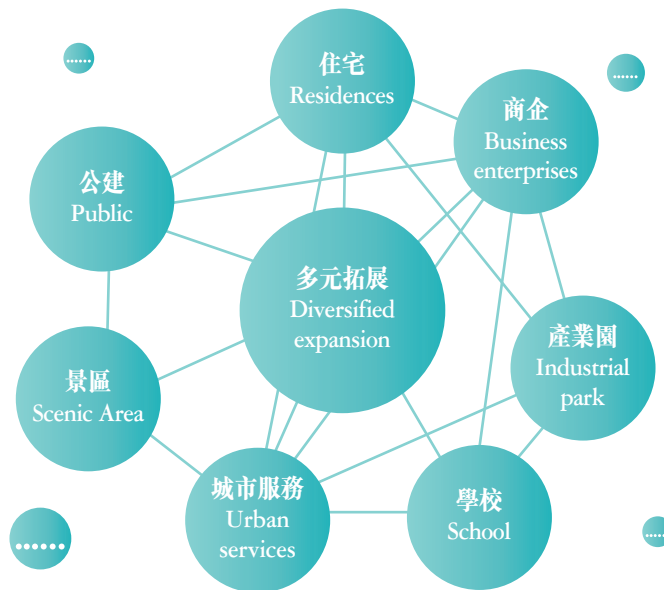 ......
住宅
Residences
......
商企
Business
enterprises
公建
Public
多元拓展
Diversified
expansion
產業園
Industrial
park
景區
Scenic Area
城市服務
Urban
services
學校
School
......
......